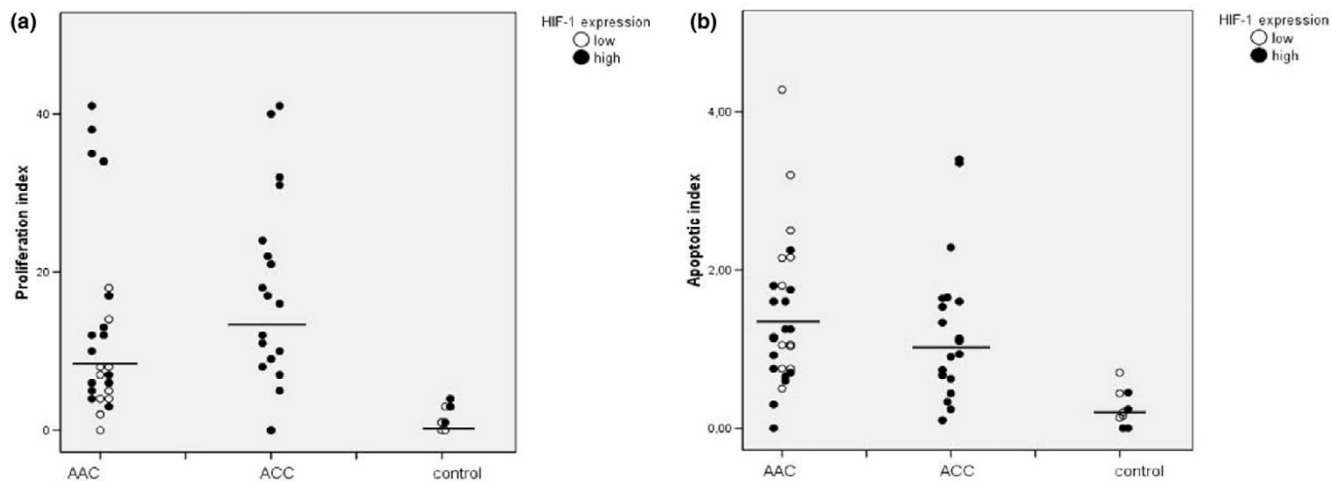 (a)
HIF-1 expression
low
high
40
20
0
Proliferation index
AAC
ACC
control
(b)
HIF-1 expression
low
high
4,00
2,00
0,00
Apoptotic index
AAC
ACC
control